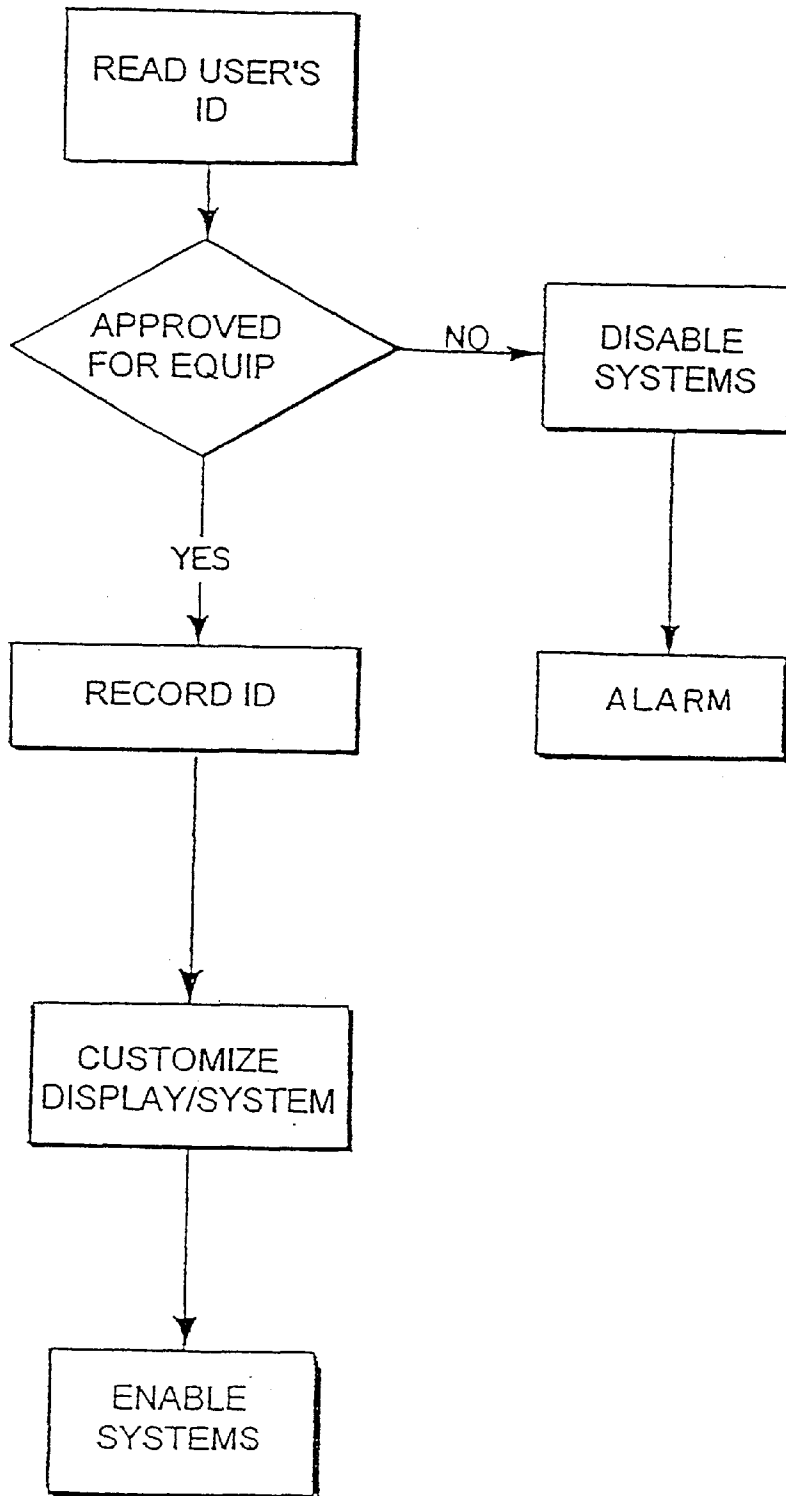 READ USER'S
ID
APPROVED
FOR EQUIP
NO
DISABLE
SYSTEMS
YES
RECORD ID
ALARM
CUSTOMIZE
DISPLAY/SYSTEM
ENABLE
SYSTEMS